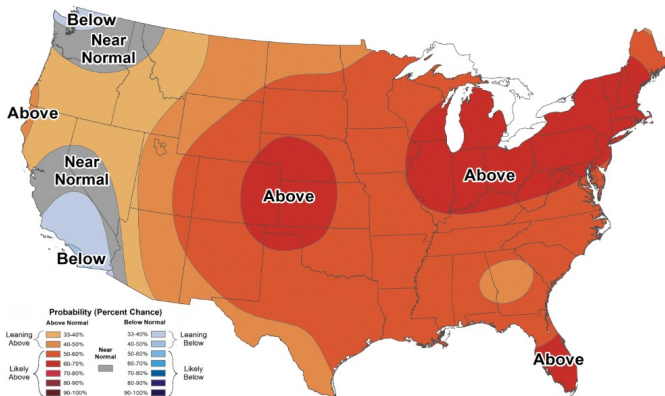 Below
Near
Normal
Above
Near
Normal
Below
Above
Above
Above
Probability (Percent Chance)
Above Normal
Below Normal
Leaning
Above
33-40%
40-50%
Likely
Above
50-60%
60-70%
70-80%
80-90%
90-100%
Near
Normal
33-40%
40-50%
Leaning
Below
50-60%
60-70%
70-80%
80-90%
90-100%
Likely
Below